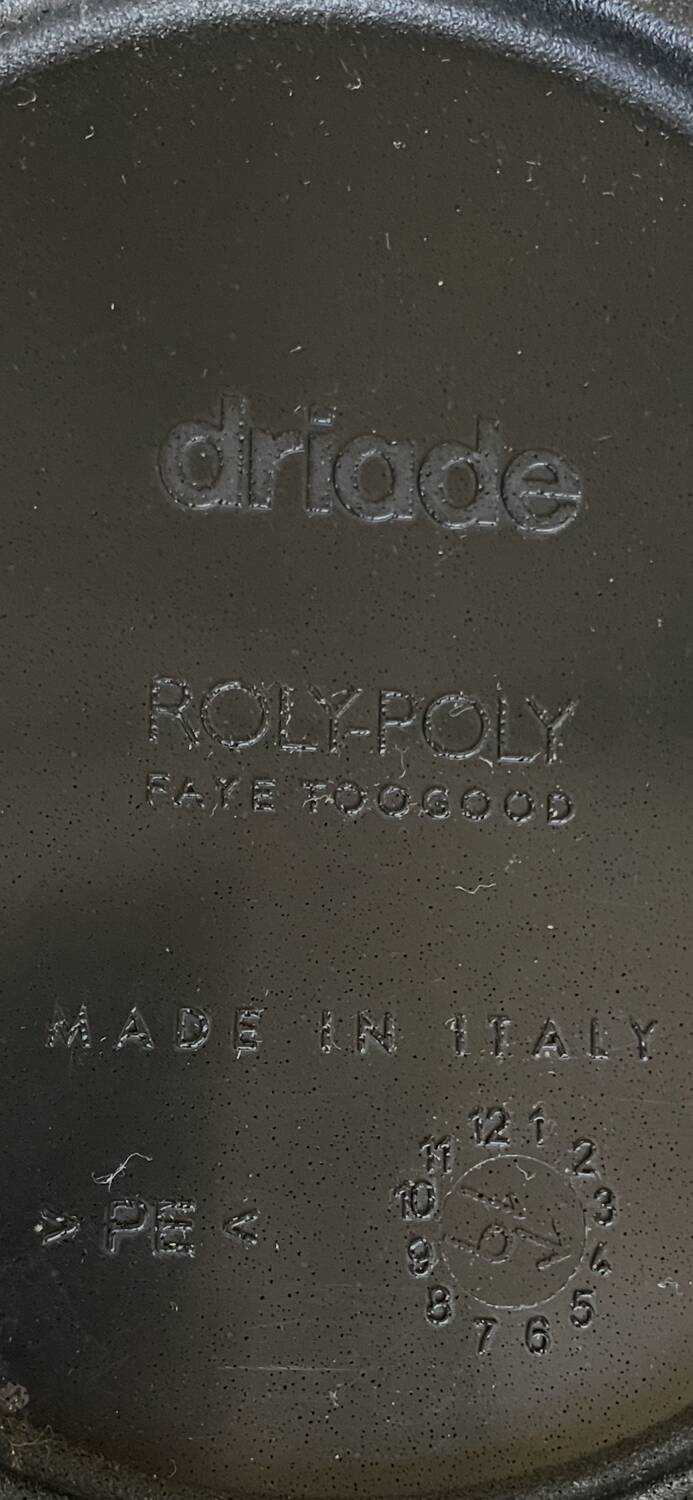 driade
ROLY-POLY
FAYE TOOGOOD
MADE IN ITALY
>PE<
12 1 2 3 4 5 6 7 8 9 10 11